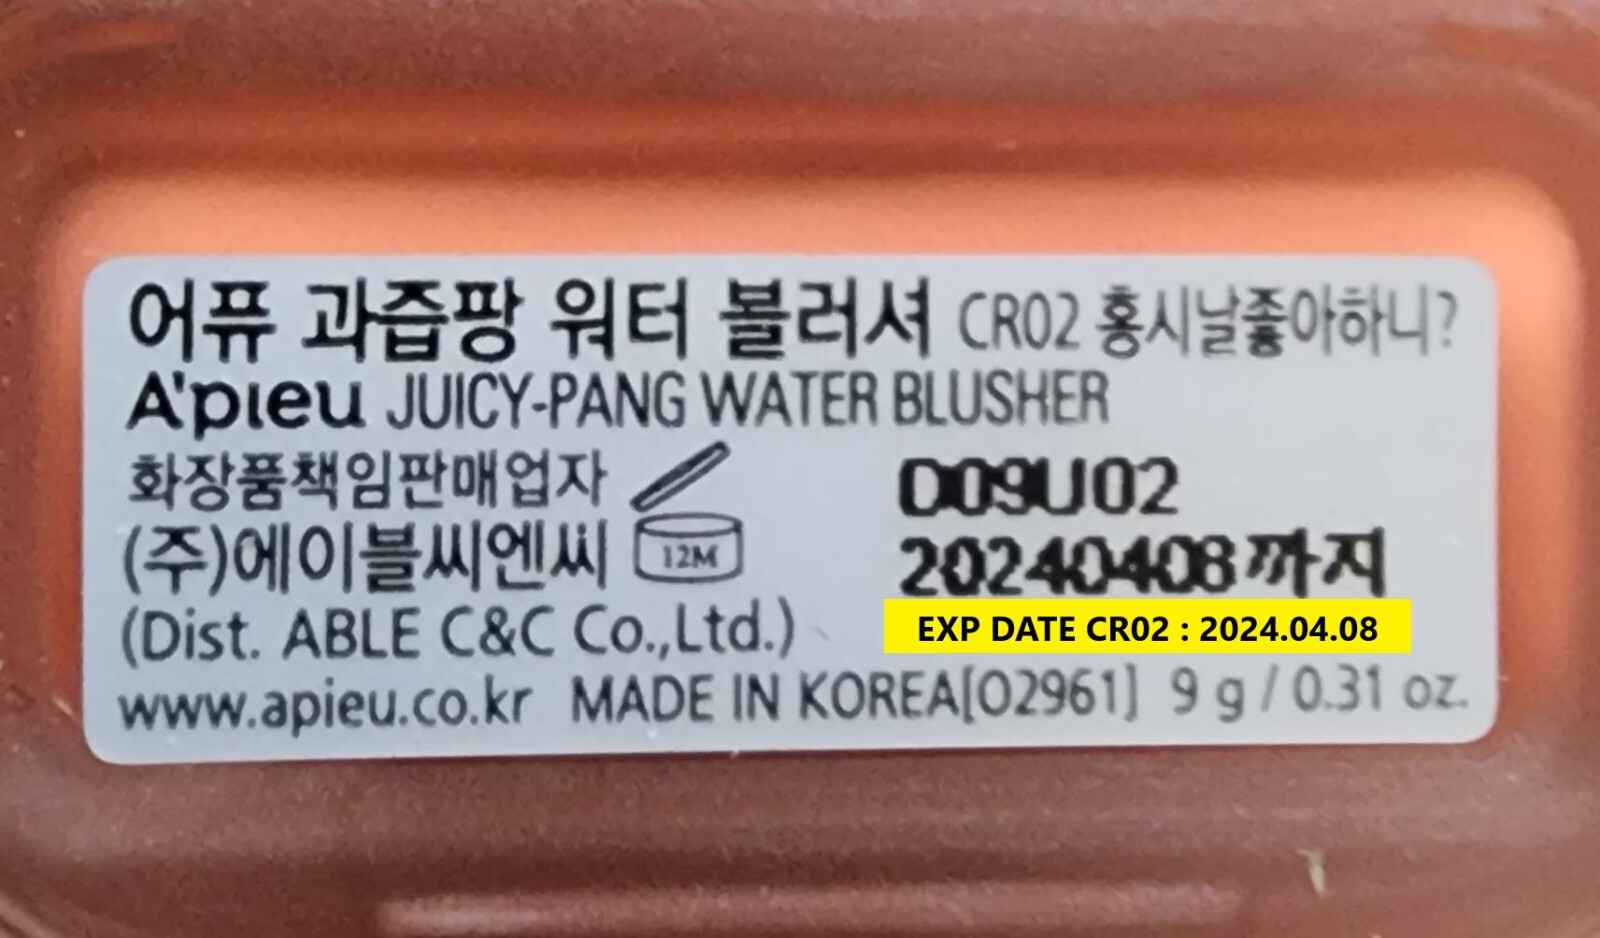 어퓨 과즙팡 워터 볼러셔 CR02 홍시날좋아하니?
A'pieu JUICY-PANG WATER BLUSHER
화장품책임판매업자
(주)에이블씨엔씨 12M
(Dist. ABLE C&C Co.,Ltd.)
D09U02
20240408까지
EXP DATE CR02 : 2024.04.08
www.apieu.co.kr MADE IN KOREA[O2961] 9 g / 0.31 oz.